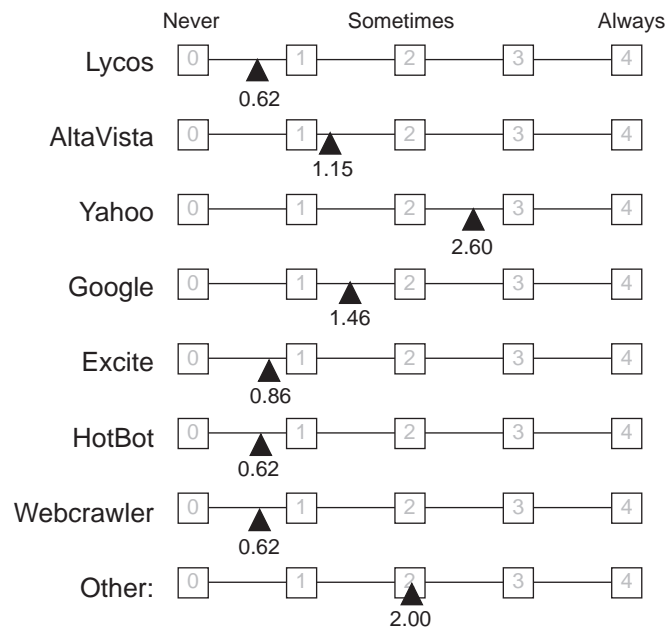 Never Sometimes Always
Lycos 0 1 2 3 4
0.62
AltaVista 0 1 2 3 4
1.15
Yahoo 0 1 2 3 4
2.60
Google 0 1 2 3 4
1.46
Excite 0 1 2 3 4
0.86
HotBot 0 1 2 3 4
0.62
Webcrawler 0 1 2 3 4
0.62
Other: 0 1 2 3 4
2.00